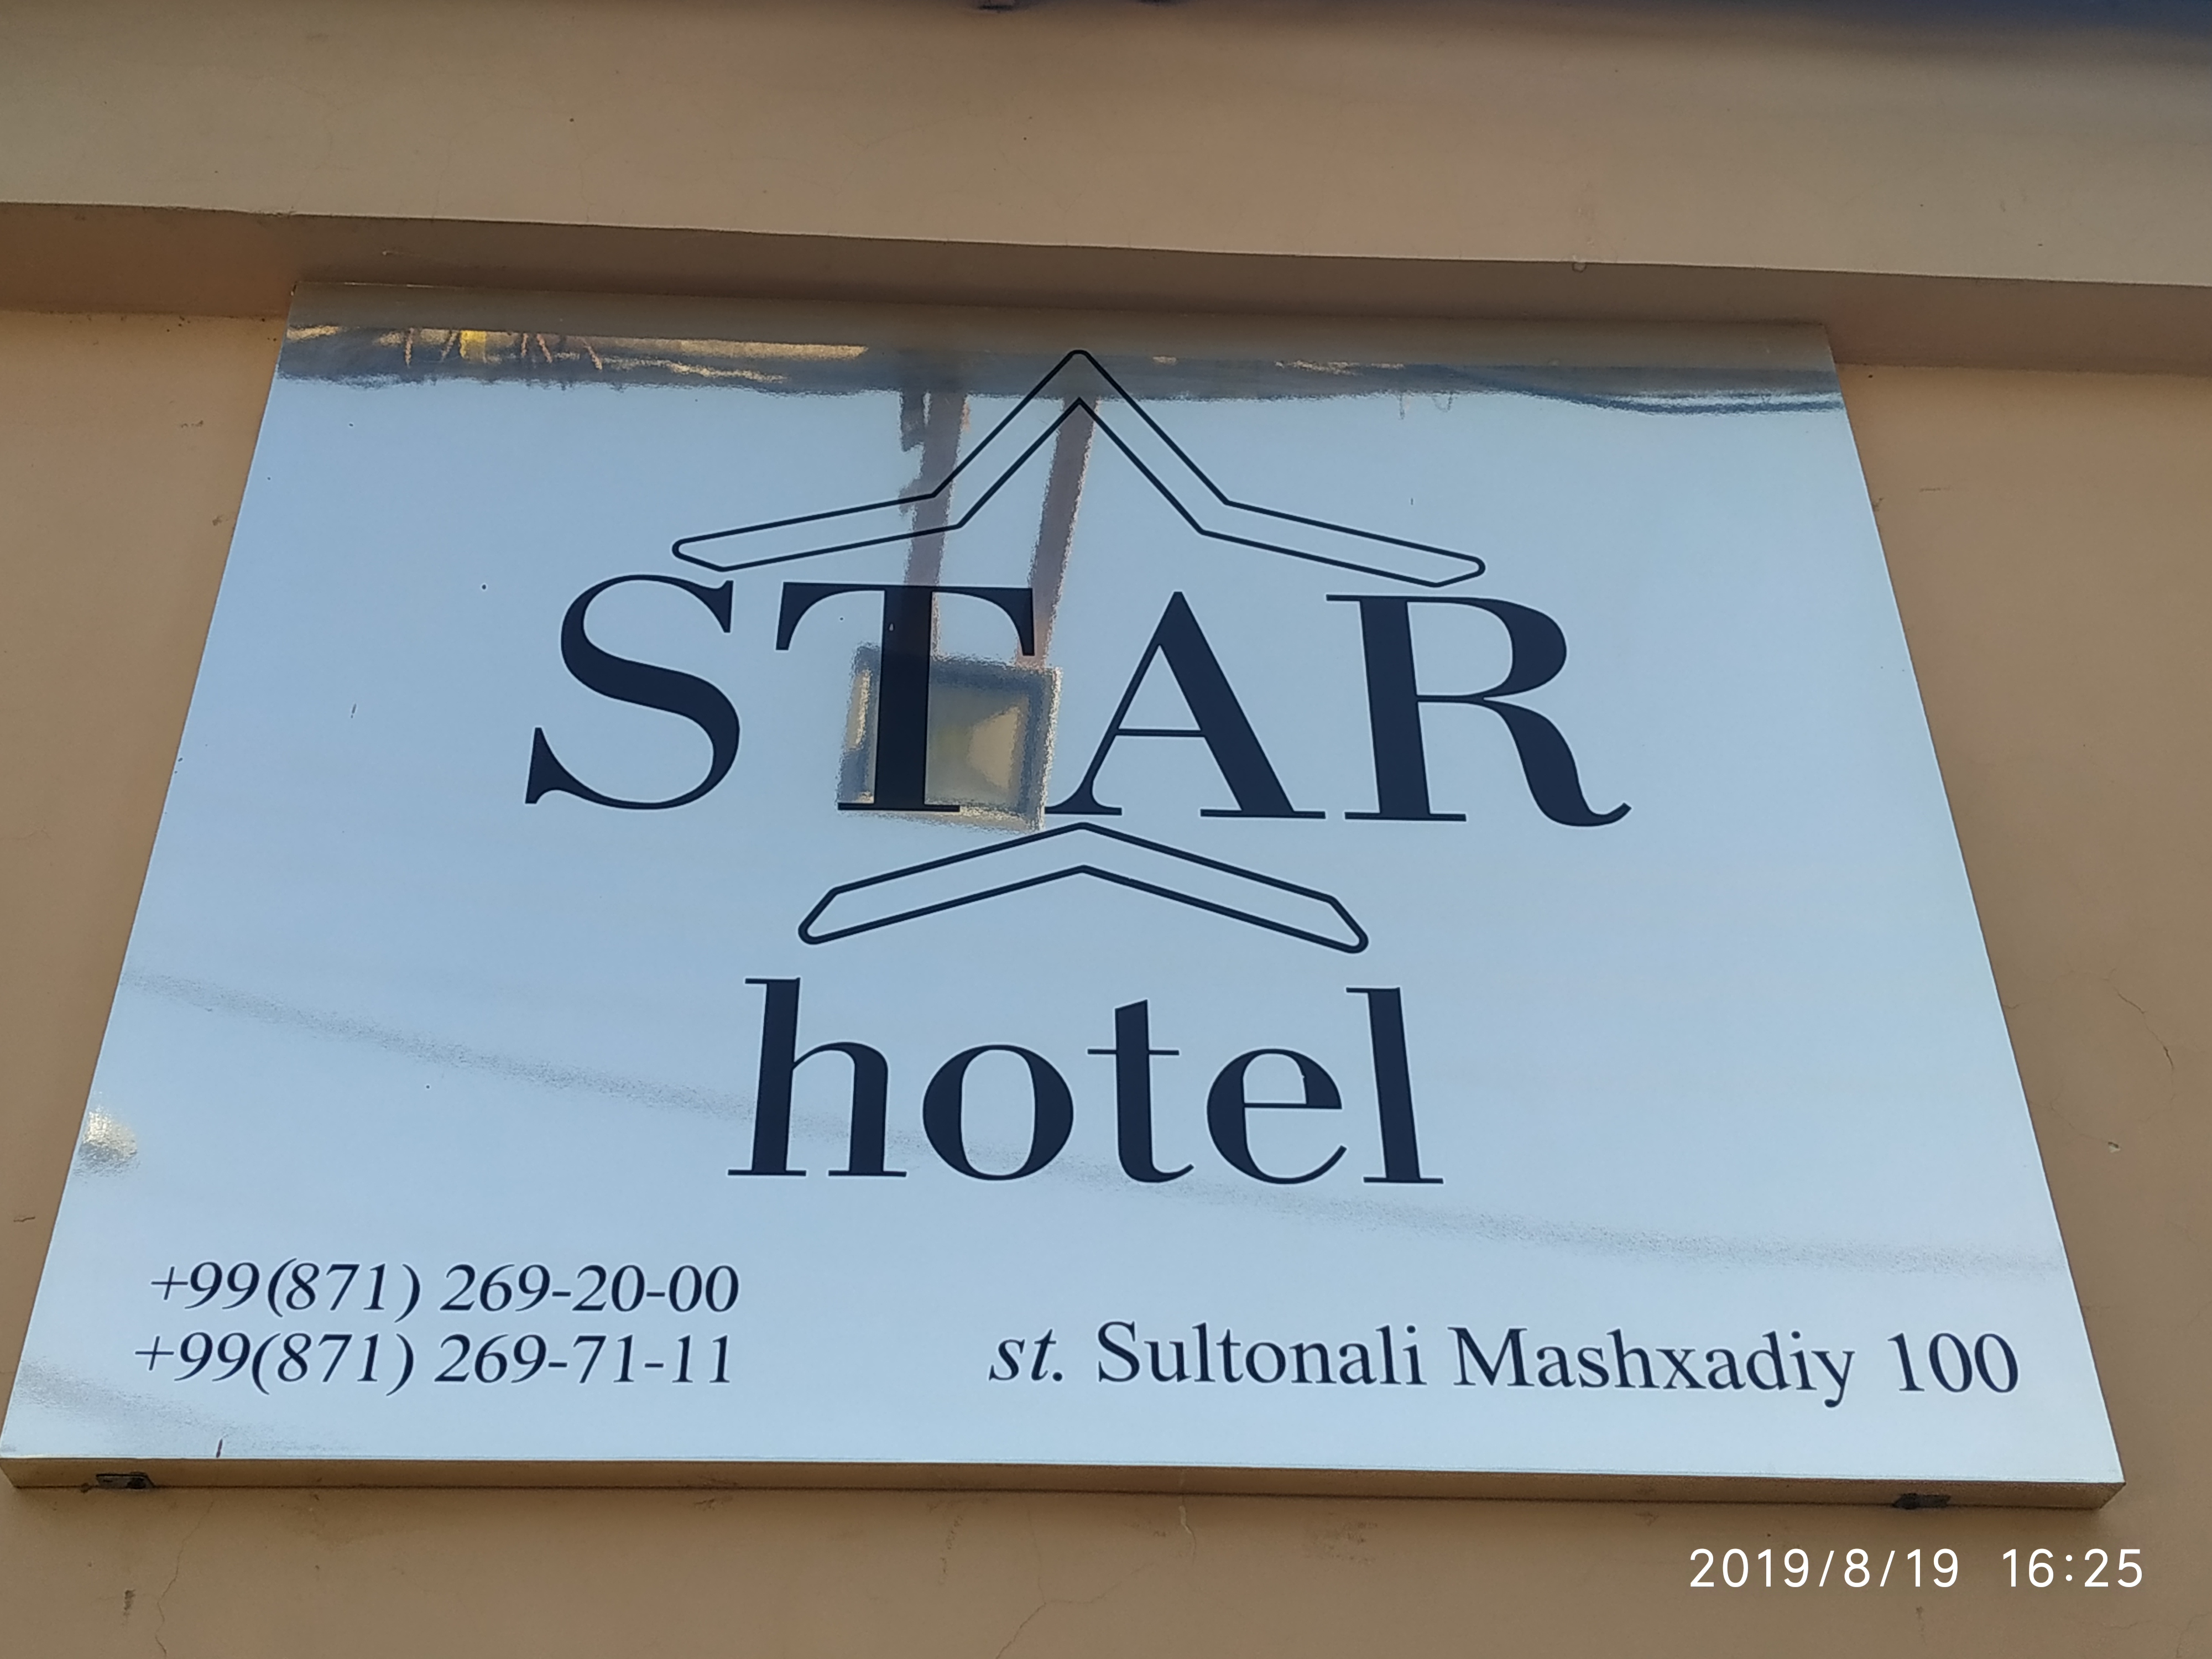 STAR
hotel
+99(871) 269-20-00
+99(871) 269-71-11
st. Sultonali Mashxadiy 100
2019/8/19 16:25